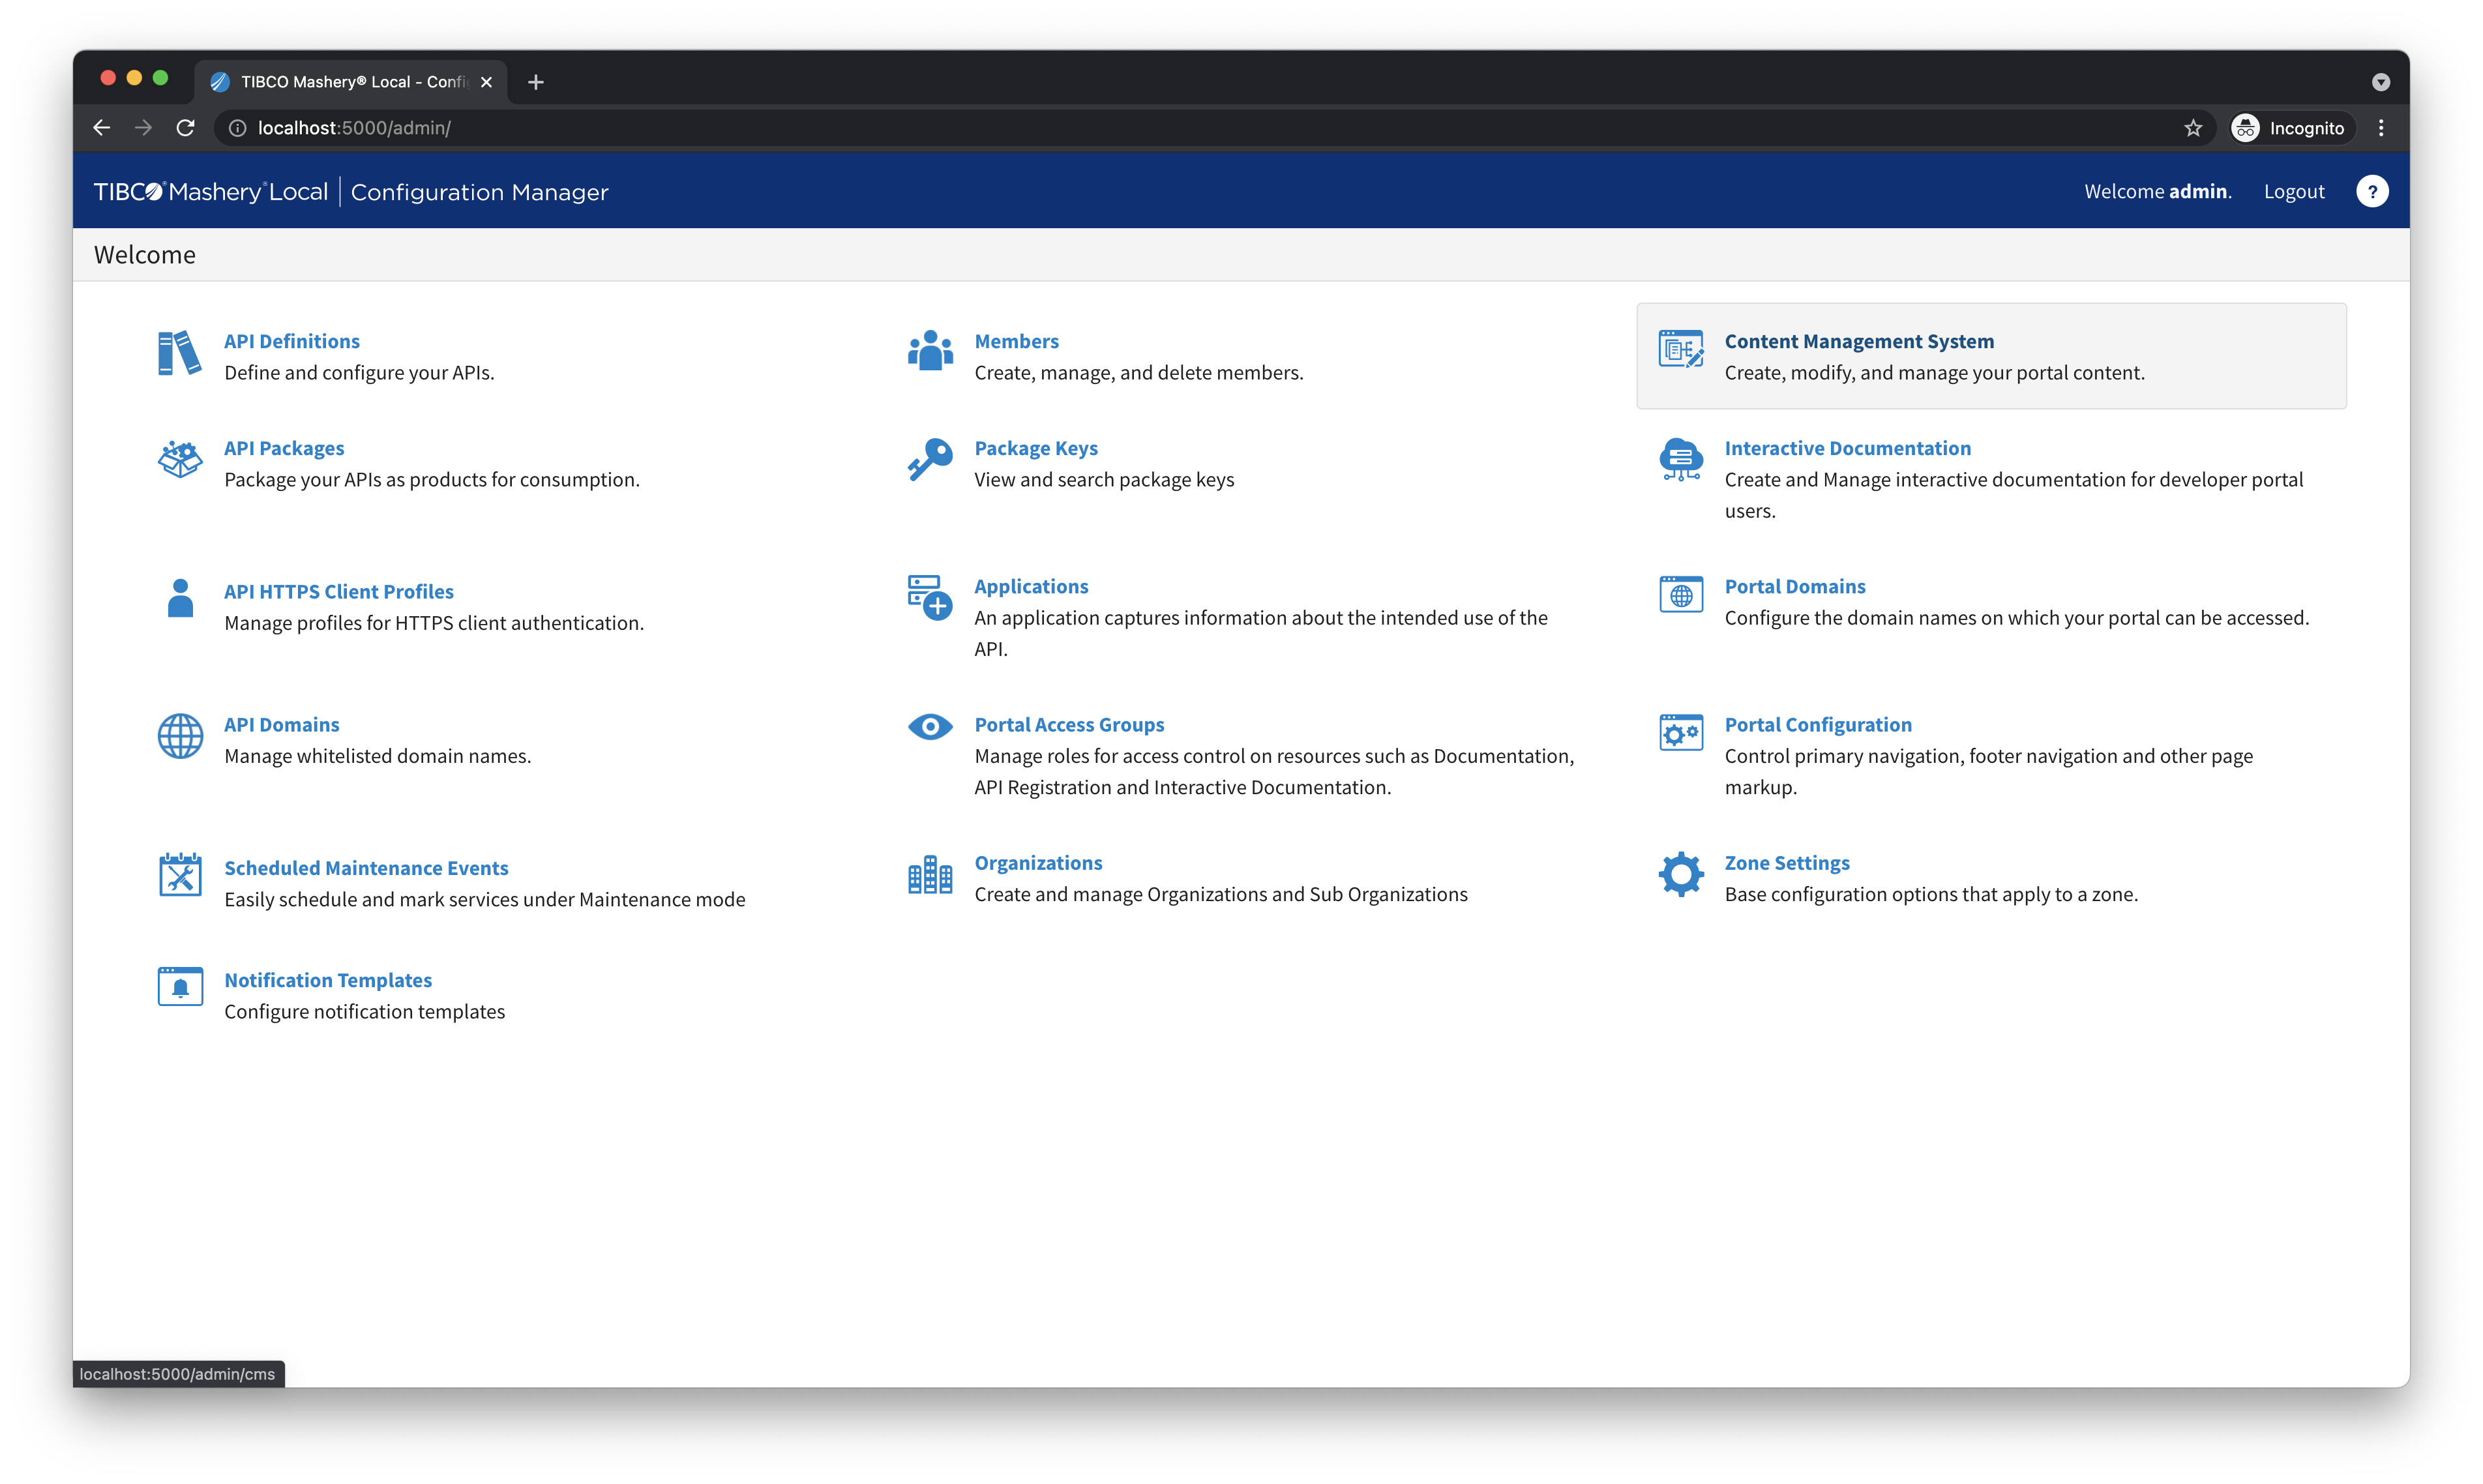 TIBCO Mashery® Local - Confi
localhost:5000/admin/
Incognito
TIBCO® Mashery® Local | Configuration Manager
Welcome admin.
Logout
?
Welcome
API Definitions
Define and configure your APIs.
Members
Create, manage, and delete members.
Content Management System
Create, modify, and manage your portal content.
API Packages
Package your APIs as products for consumption.
Package Keys
View and search package keys
Interactive Documentation
Create and Manage interactive documentation for developer portal
users.
API HTTPS Client Profiles
Manage profiles for HTTPS client authentication.
Applications
An application captures information about the intended use of the
API.
Portal Domains
Configure the domain names on which your portal can be accessed.
API Domains
Manage whitelisted domain names.
Portal Access Groups
Manage roles for access control on resources such as Documentation,
API Registration and Interactive Documentation.
Portal Configuration
Control primary navigation, footer navigation and other page
markup.
Scheduled Maintenance Events
Easily schedule and mark services under Maintenance mode
Organizations
Create and manage Organizations and Sub Organizations
Zone Settings
Base configuration options that apply to a zone.
Notification Templates
Configure notification templates
localhost:5000/admin/cms